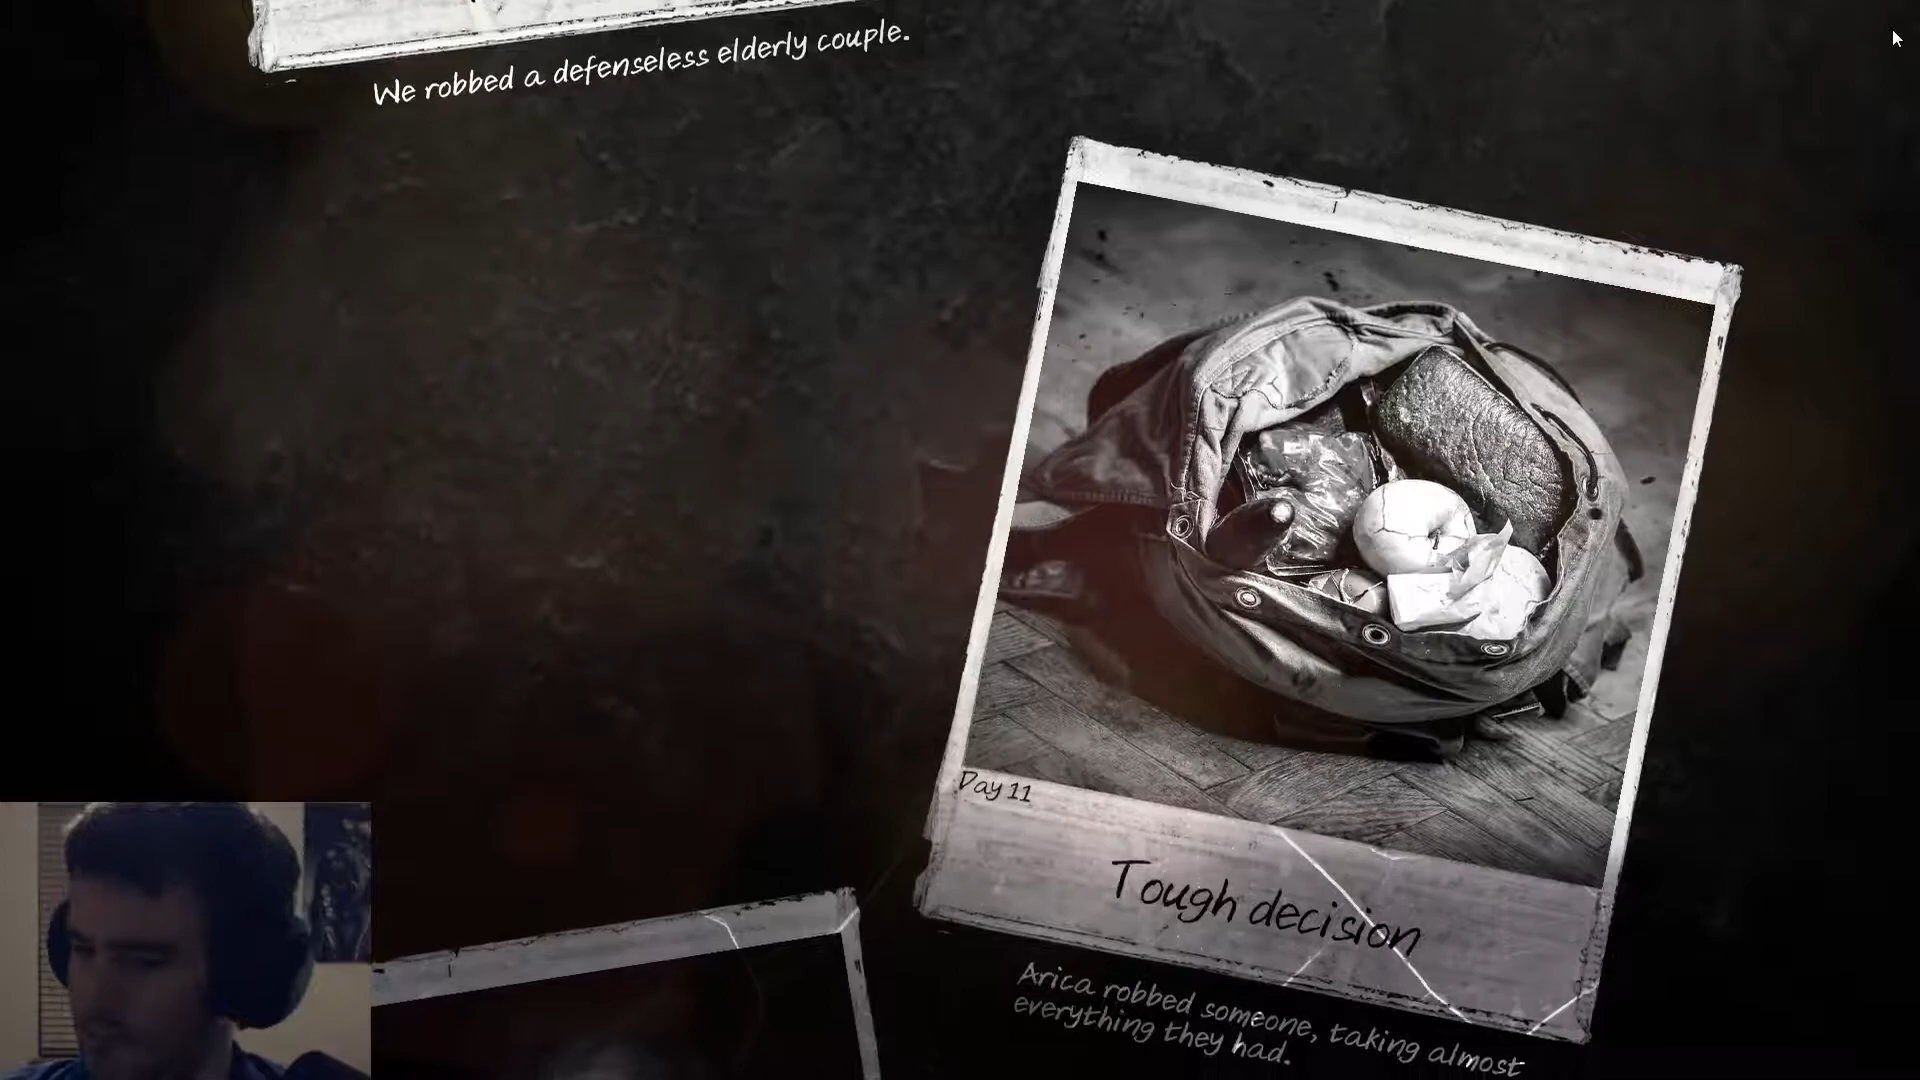 We robbed a defenseless elderly couple.
Day 11
Tough decision
Arica robbed someone, taking almost
everything they had.